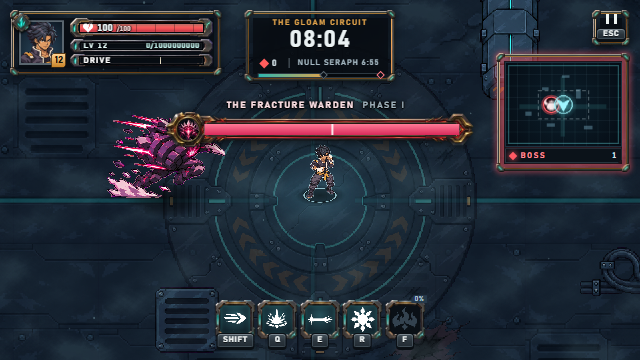 100 /100
LV 12 0/1000000000
12
DRIVE
THE GLOAM CIRCUIT
08:04
0 NULL SERAPH 6:55
ESC
THE FRACTURE WARDEN PHASE I
BOSS 1
0%
SHIFT Q E R F